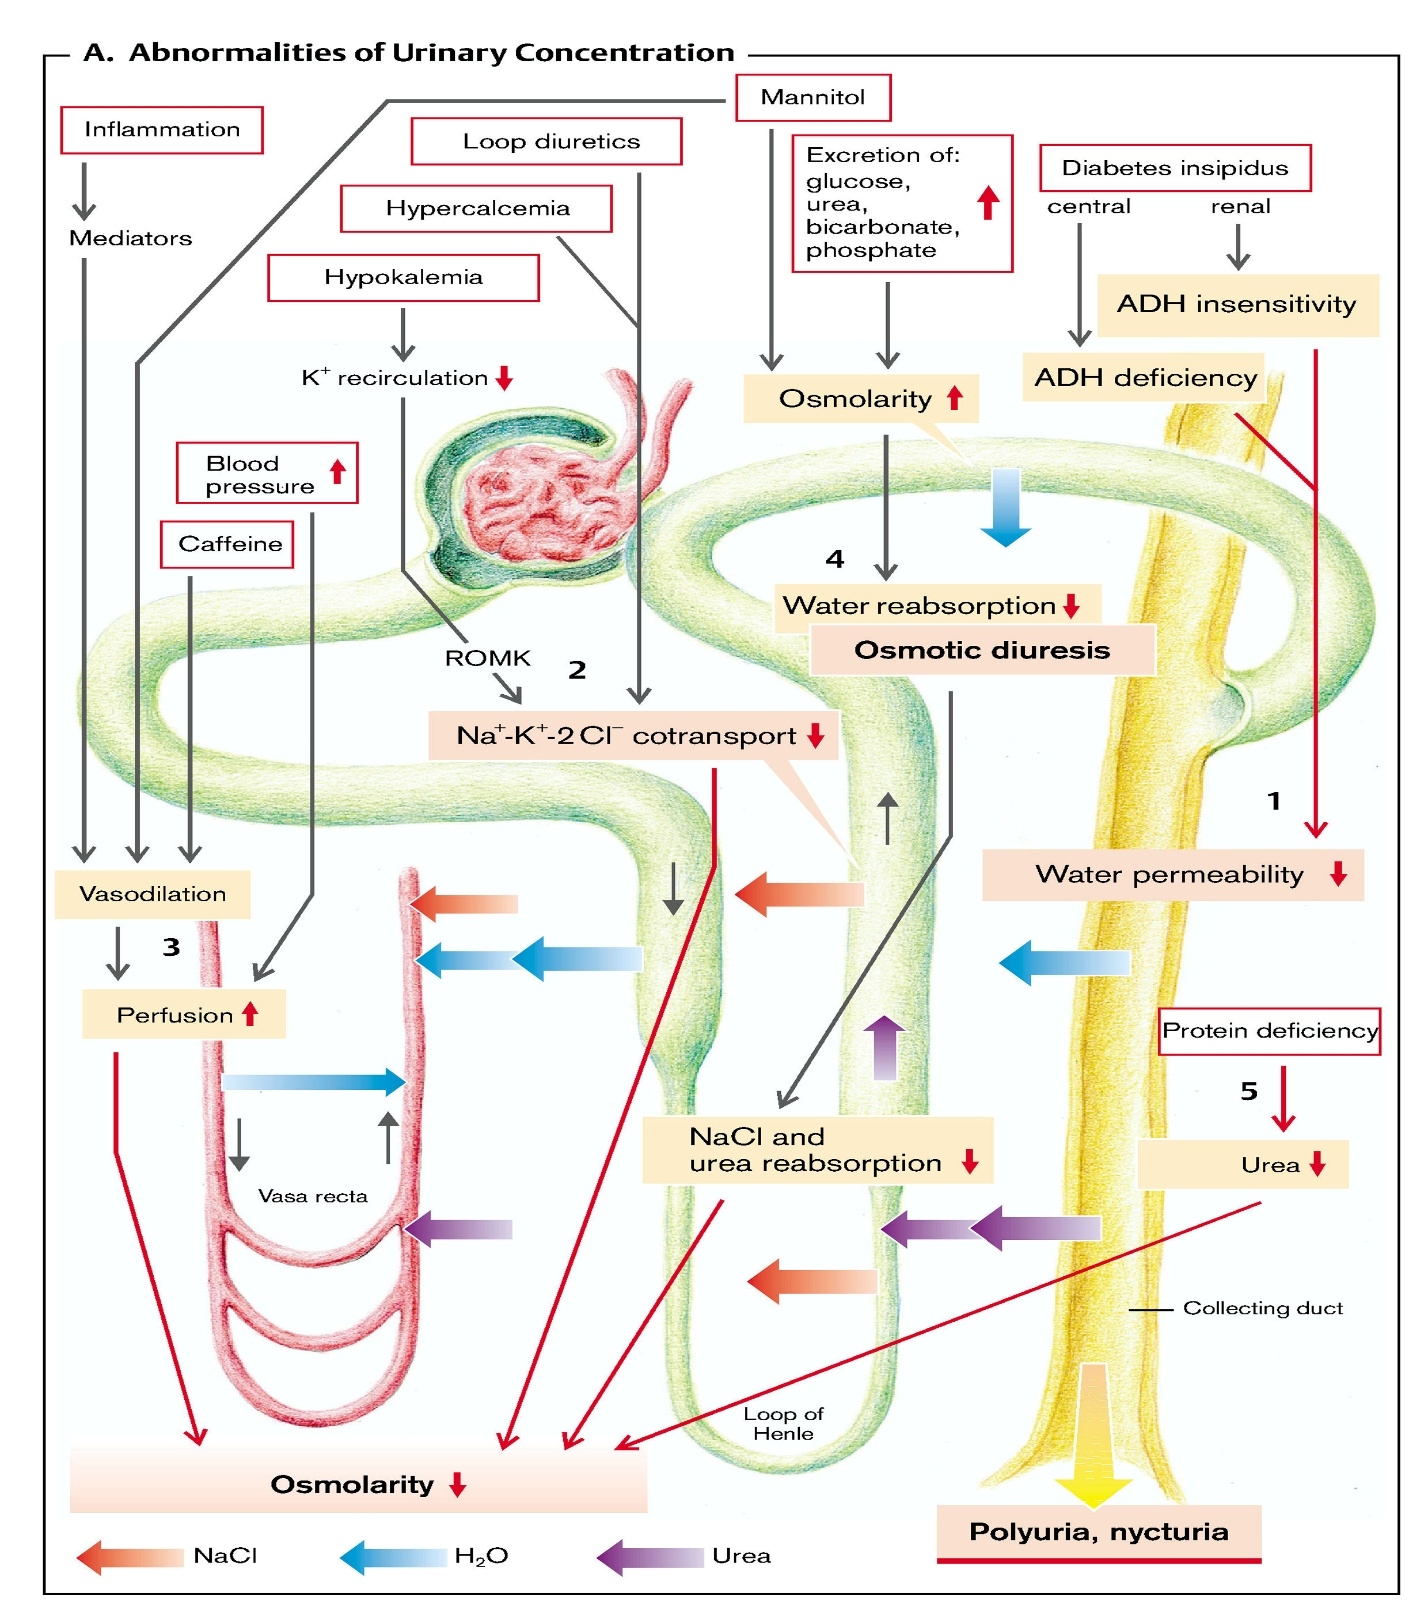 A. Abnormalities of Urinary Concentration
Mannitol
Inflammation
Loop diuretics
Excretion of:
glucose,
urea,
bicarbonate,
phosphate
Diabetes insipidus
central
renal
Hypercalcemia
Mediators
Hypokalemia
ADH insensitivity
K⁺ recirculation
Osmolarity
ADH deficiency
Blood
pressure
Caffeine
4
Water reabsorption
Osmotic diuresis
ROMK
2
Na⁺-K⁺-2 Cl⁻ cotransport
1
Water permeability
Vasodilation
3
Perfusion
Protein deficiency
5
NaCl and
urea reabsorption
Urea
Vasa recta
Collecting duct
Loop of
Henle
Osmolarity
Polyuria, nycturia
NaCl
H₂O
Urea